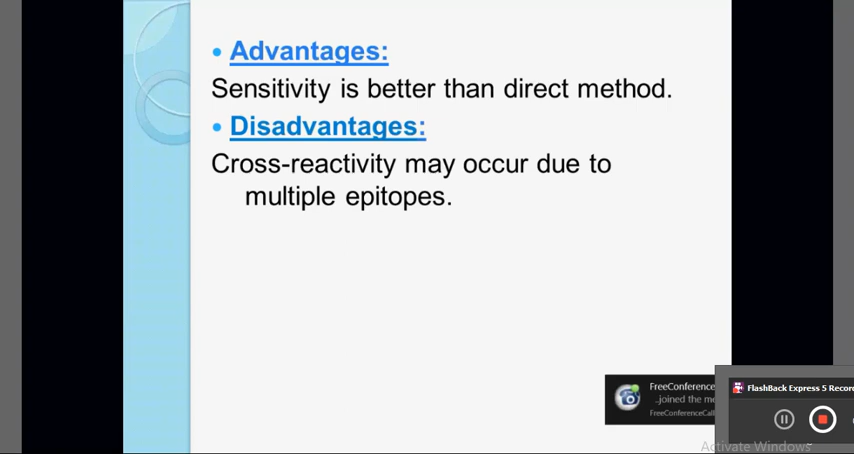 • Advantages:
Sensitivity is better than direct method.
• Disadvantages:
Cross-reactivity may occur due to
multiple epitopes.
FreeConference
..joined the me
FreeConferenceCall
FlashBack Express 5 Recor
Activate Windows